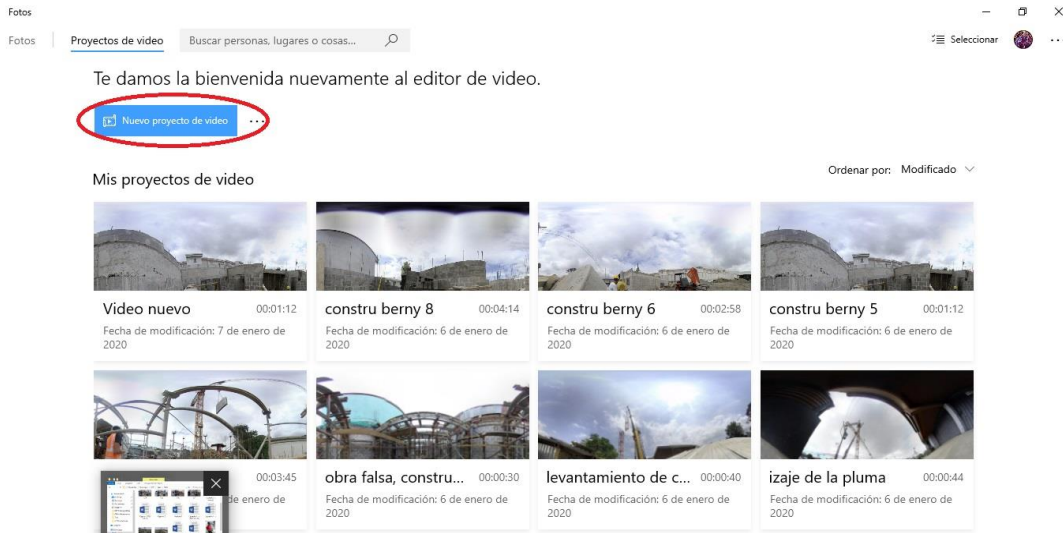 Fotos
Fotos
Proyectos de video
Buscar personas, lugares o cosas...
Seleccionar
Te damos la bienvenida nuevamente al editor de video.
Nuevo proyecto de video
Mis proyectos de video
Ordenar por: Modificado
Video nuevo 00:01:12
Fecha de modificación: 7 de enero de
2020
constru berny 8 00:04:14
Fecha de modificación: 6 de enero de
2020
constru berny 6 00:02:58
Fecha de modificación: 6 de enero de
2020
constru berny 5 00:01:12
Fecha de modificación: 6 de enero de
2020
00:03:45
de enero de
obra falsa, constru... 00:00:30
Fecha de modificación: 6 de enero de
2020
levantamiento de c... 00:00:40
Fecha de modificación: 6 de enero de
2020
izaje de la pluma 00:00:44
Fecha de modificación: 6 de enero de
2020